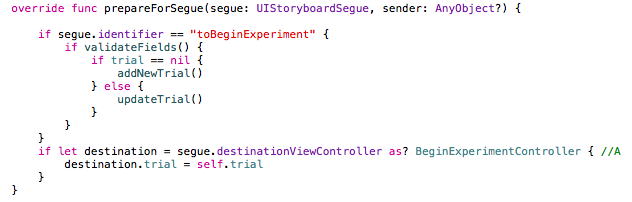 override func prepareForSegue(segue: UIStoryboardSegue, sender: AnyObject?) {
if segue.identifier == "toBeginExperiment" {
if validateFields() {
if trial == nil {
addNewTrial()
} else {
updateTrial()
}
}
}
if let destination = segue.destinationViewController as? BeginExperimentController { //A
destination.trial = self.trial
}
}